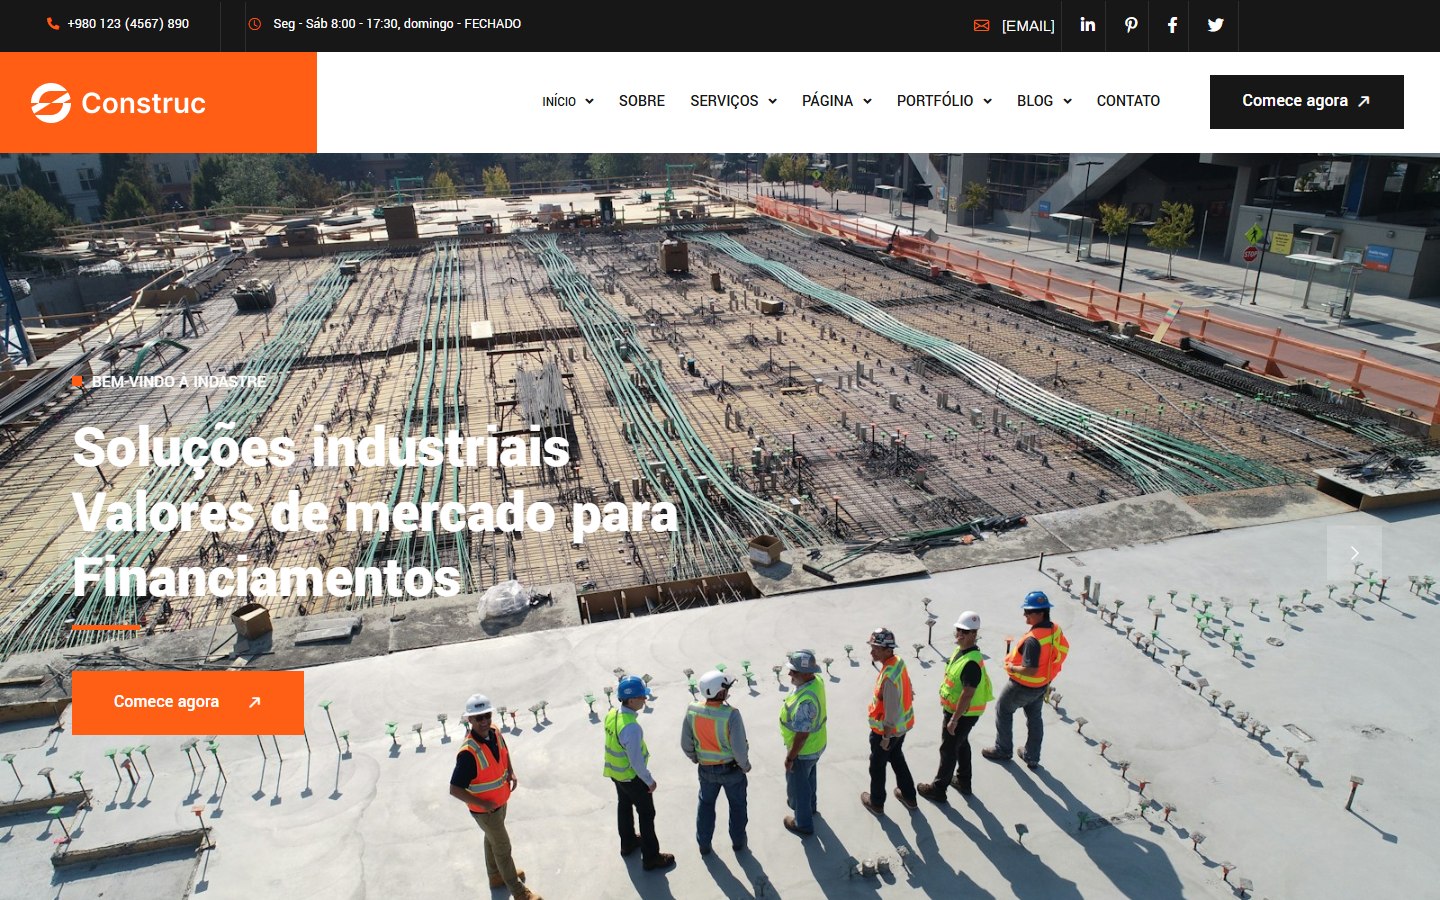 +980 123 (4567) 890
Seg - Sáb 8:00 - 17:30, domingo - FECHADO
[EMAIL]
Construc
INÍCIO
SOBRE
SERVIÇOS
PÁGINA
PORTFÓLIO
BLOG
CONTATO
Comece agora
STOP
BEM-VINDO À INDASTRE
Soluções industriais
Valores de mercado para
Financiamentos
Comece agora